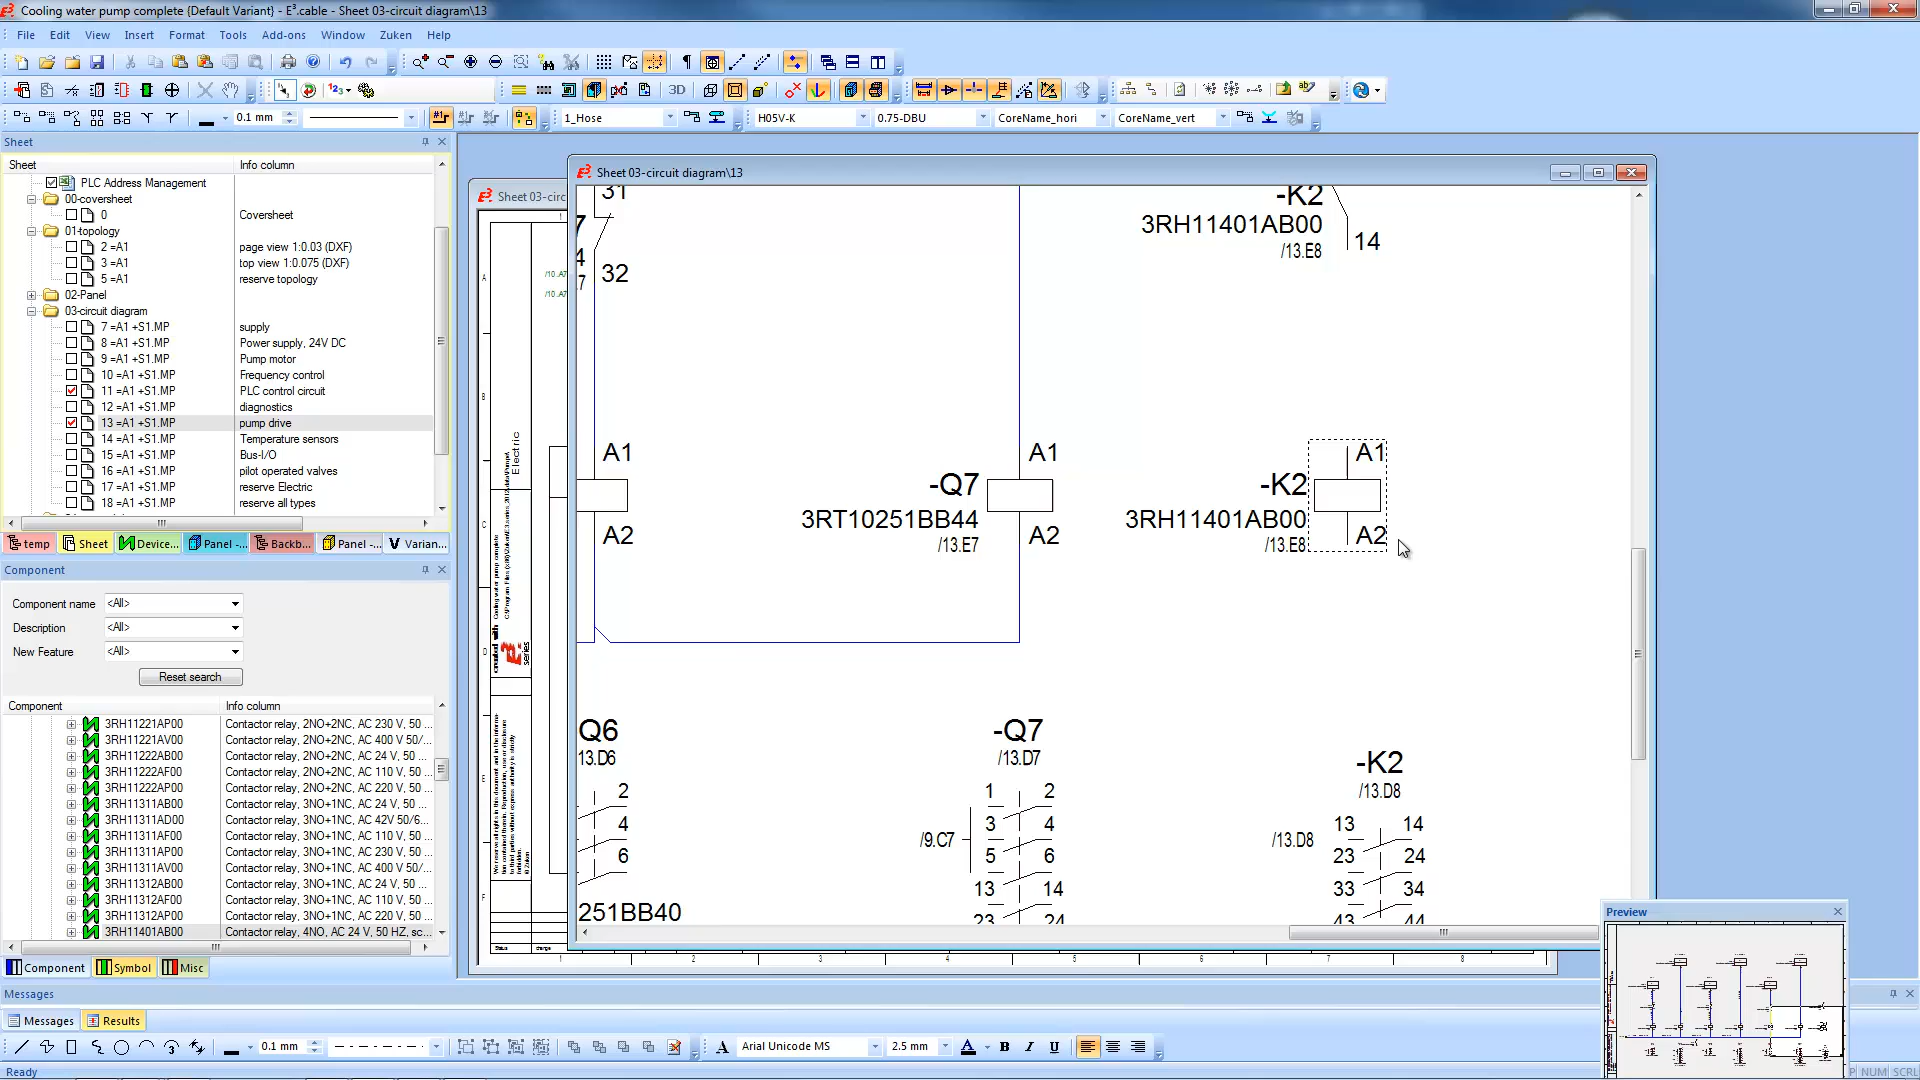 Cooling water pump complete {Default Variant} - E³.cable - Sheet 03-circuit diagram\13
File Edit View Insert Format Tools Add-ons Window Zuken Help
3D
0.1 mm 1_Hose H05V-K 0.75-DBU CoreName_hori CoreName_vert
Sheet
Sheet Info column
PLC Address Management
00-coversheet
0 Coversheet
01-topology
2 =A1 page view 1:0.03 (DXF)
3 =A1 top view 1:0.075 (DXF)
5 =A1 reserve topology
02-Panel
03-circuit diagram
7 =A1 +S1.MP supply
8 =A1 +S1.MP Power supply, 24V DC
9 =A1 +S1.MP Pump motor
10 =A1 +S1.MP Frequency control
11 =A1 +S1.MP PLC control circuit
12 =A1 +S1.MP diagnostics
13 =A1 +S1.MP pump drive
14 =A1 +S1.MP Temperature sensors
15 =A1 +S1.MP Bus-I/O
16 =A1 +S1.MP pilot operated valves
17 =A1 +S1.MP reserve Electric
18 =A1 +S1.MP reserve all types
temp Sheet Device... Panel -... Backb... Panel -... Varian...
Component
Component name <All>
Description <All>
New Feature <All>
Reset search
Component Info column
3RH11221AP00 Contactor relay, 2NO+2NC, AC 230 V, 50 ...
3RH11221AV00 Contactor relay, 2NO+2NC, AC 400 V 50/...
3RH11222AB00 Contactor relay, 2NO+2NC, AC 24 V, 50 ...
3RH11222AF00 Contactor relay, 2NO+2NC, AC 110 V, 50 ...
3RH11222AP00 Contactor relay, 2NO+2NC, AC 220 V, 50 ...
3RH11311AB00 Contactor relay, 3NO+1NC, AC 24 V, 50 ...
3RH11311AD00 Contactor relay, 3NO+1NC, AC 42V 50/6...
3RH11311AF00 Contactor relay, 3NO+1NC, AC 110 V, 50 ...
3RH11311AP00 Contactor relay, 3NO+1NC, AC 230 V, 50 ...
3RH11311AV00 Contactor relay, 3NO+1NC, AC 400 V 50/...
3RH11312AB00 Contactor relay, 3NO+1NC, AC 24 V, 50 ...
3RH11312AF00 Contactor relay, 3NO+1NC, AC 110 V, 50 ...
3RH11312AP00 Contactor relay, 3NO+1NC, AC 220 V, 50 ...
3RH11401AB00 Contactor relay, 4NO, AC 24 V, 50 HZ, sc...
Component Symbol Misc
Sheet 03-circ
Sheet 03-circuit diagram\13
/10.A7
/10.A7
Electric
created with E³ series
31
32
-K2
3RH11401AB00
/13.E8
14
A1
A2
-Q7
3RT10251BB44
/13.E7
A1
A2
-K2
3RH11401AB00
/13.E8
A1
A2
Q6
13.D6
2
4
6
251BB40
-Q7
/13.D7
/9.C7
1 2
3 4
5 6
13 14
23 24
-K2
/13.D8
/13.D8
13 14
23 24
33 34
43 44
1 2 3 4 5 6 7 8
Preview
Messages
Messages Results
0.1 mm Arial Unicode MS 2.5 mm A B I U
Ready
NUM SCRL